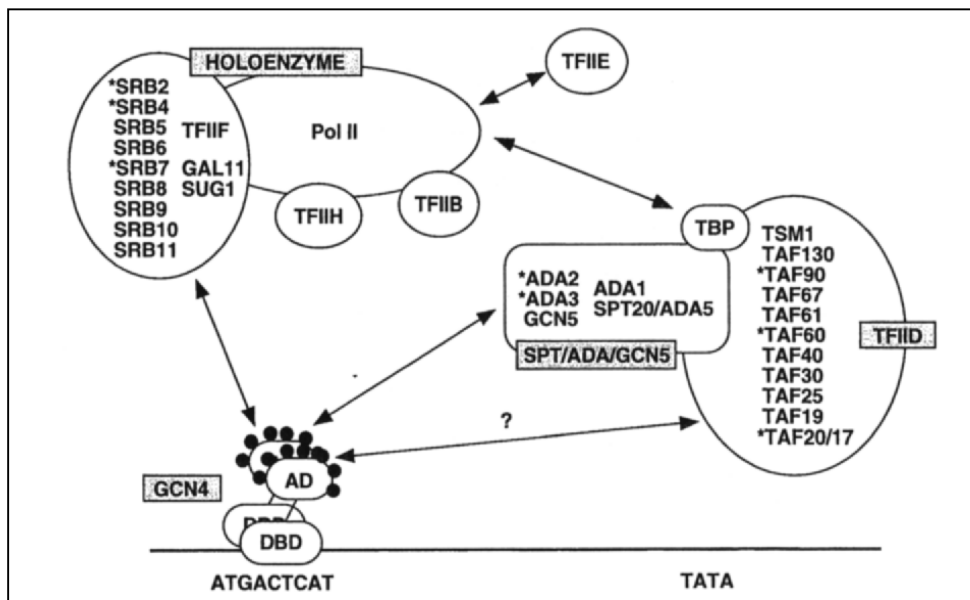 HOLOENZYME
TFIIE
*SRB2
*SRB4
SRB5 TFIIF
SRB6
*SRB7 GAL11
SRB8 SUG1
SRB9
SRB10
SRB11
Pol II
TFIIH
TFIIB
TBP
TSM1
TAF130
*TAF90
TAF67
TAF61
*TAF60
TAF40
TAF30
TAF25
TAF19
*TAF20/17
TFIID
*ADA2
*ADA3
GCN5
ADA1
SPT20/ADA5
SPT/ADA/GCN5
?
AD
GCN4
DBD
ATGACTCAT
TATA